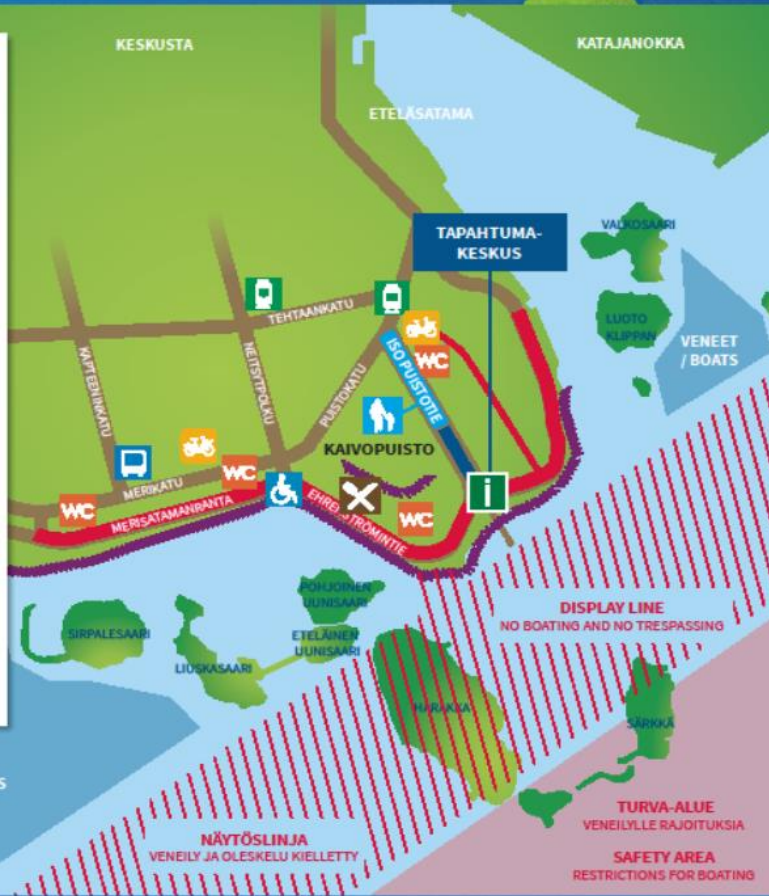 KESKUSTA
KATAJANOKKA
ETELÄSATAMA
TAPAHTUMA-
KESKUS
VALKOSAARI
LUOTO
KLIPPAN
VENEET
/ BOATS
TEHTAANKATU
KAPTEENINKATU
NEITSYTPOLKU
PUISTOKATU
ISO PUISTOTIE
WC
KAIVOPUISTO
MERIKATU
WC
WC
MERISATAMANRANTA
EHRENSTRÖMINTIE
WC
i
POHJOINEN
UUNISAARI
SIRPALESAARI
ETELÄINEN
UUNISAARI
LIUSKASAARI
DISPLAY LINE
NO BOATING AND NO TRESPASSING
HARAKKA
SÄRKKÄ
S
TURVA-ALUE
VENEILYLLE RAJOITUKSIA
NÄYTÖSLINJA
VENEILY JA OLESKELU KIELLETTY
SAFETY AREA
RESTRICTIONS FOR BOATING